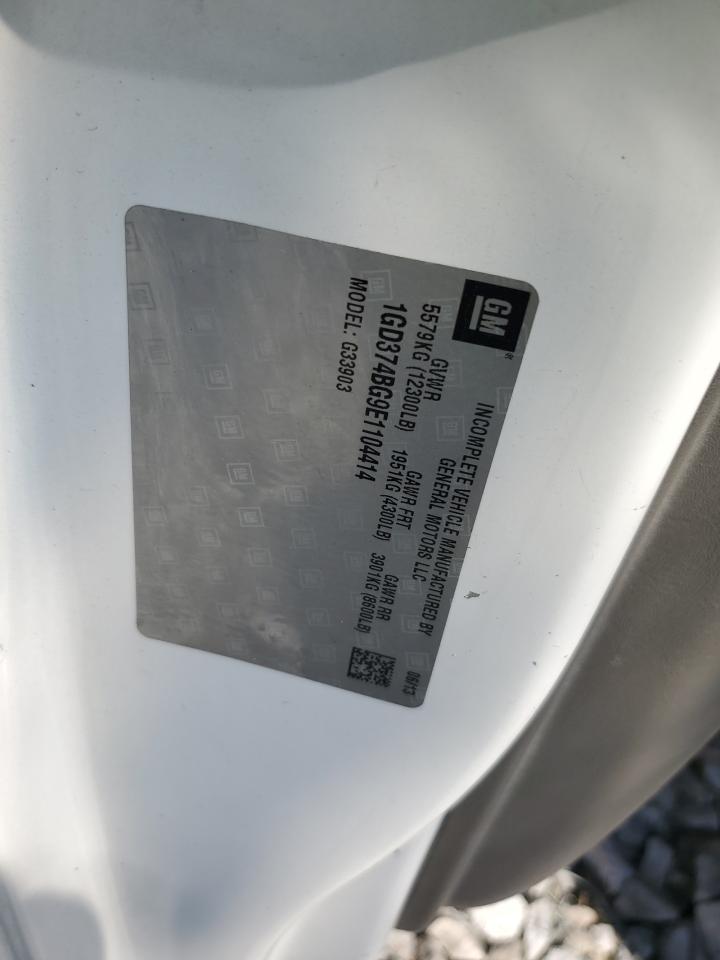 GM
INCOMPLETE VEHICLE MANUFACTURED BY
GENERAL MOTORS LLC
06/13
GVWR GAWR FRT GAWR RR
5579KG (12300LB) 1951KG (4300LB) 3901KG (8600LB)
1GD374BG9E1104414
MODEL: G33903